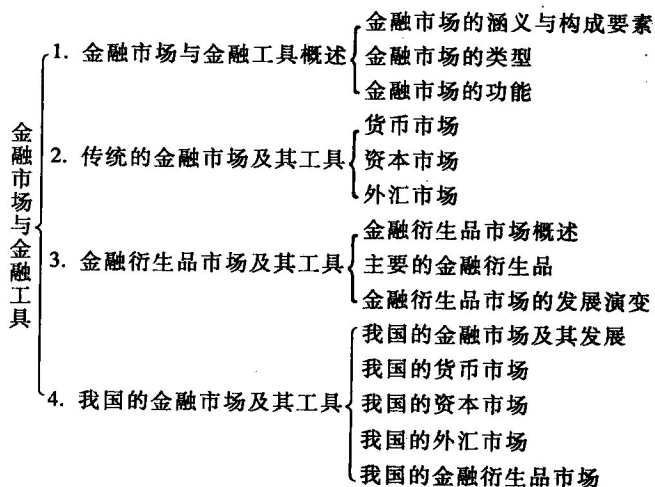 金融市场与金融工具
1. 金融市场与金融工具概述
金融市场的涵义与构成要素
金融市场的类型
金融市场的功能
2. 传统的金融市场及其工具
货币市场
资本市场
外汇市场
3. 金融衍生品市场及其工具
金融衍生品市场概述
主要的金融衍生品
金融衍生品市场的发展演变
4. 我国的金融市场及其工具
我国的金融市场及其发展
我国的货币市场
我国的资本市场
我国的外汇市场
我国的金融衍生品市场